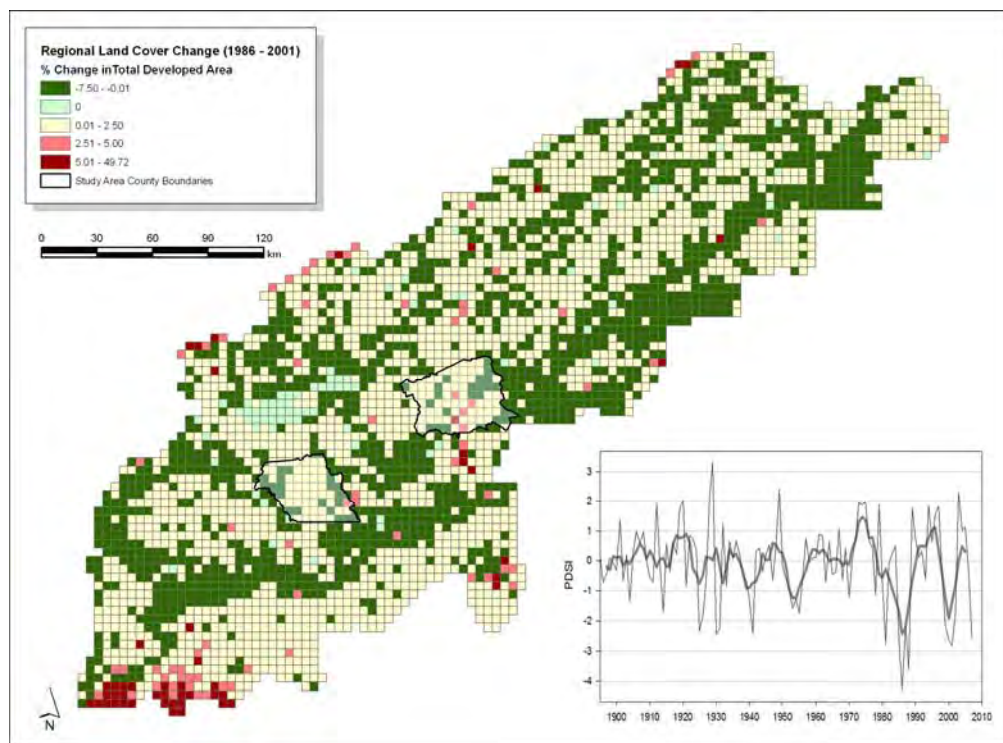 Regional Land Cover Change (1986 - 2001)
% Change inTotal Developed Area
-7.50 - -0.01
0
0.01 - 2.50
2.51 - 5.00
5.01 - 49.72
Study Area County Boundaries
0 30 60 90 120
km
N
PDSI
3
2
1
0
-1
-2
-3
-4
1900 1910 1920 1930 1940 1950 1960 1970 1980 1990 2000 2010